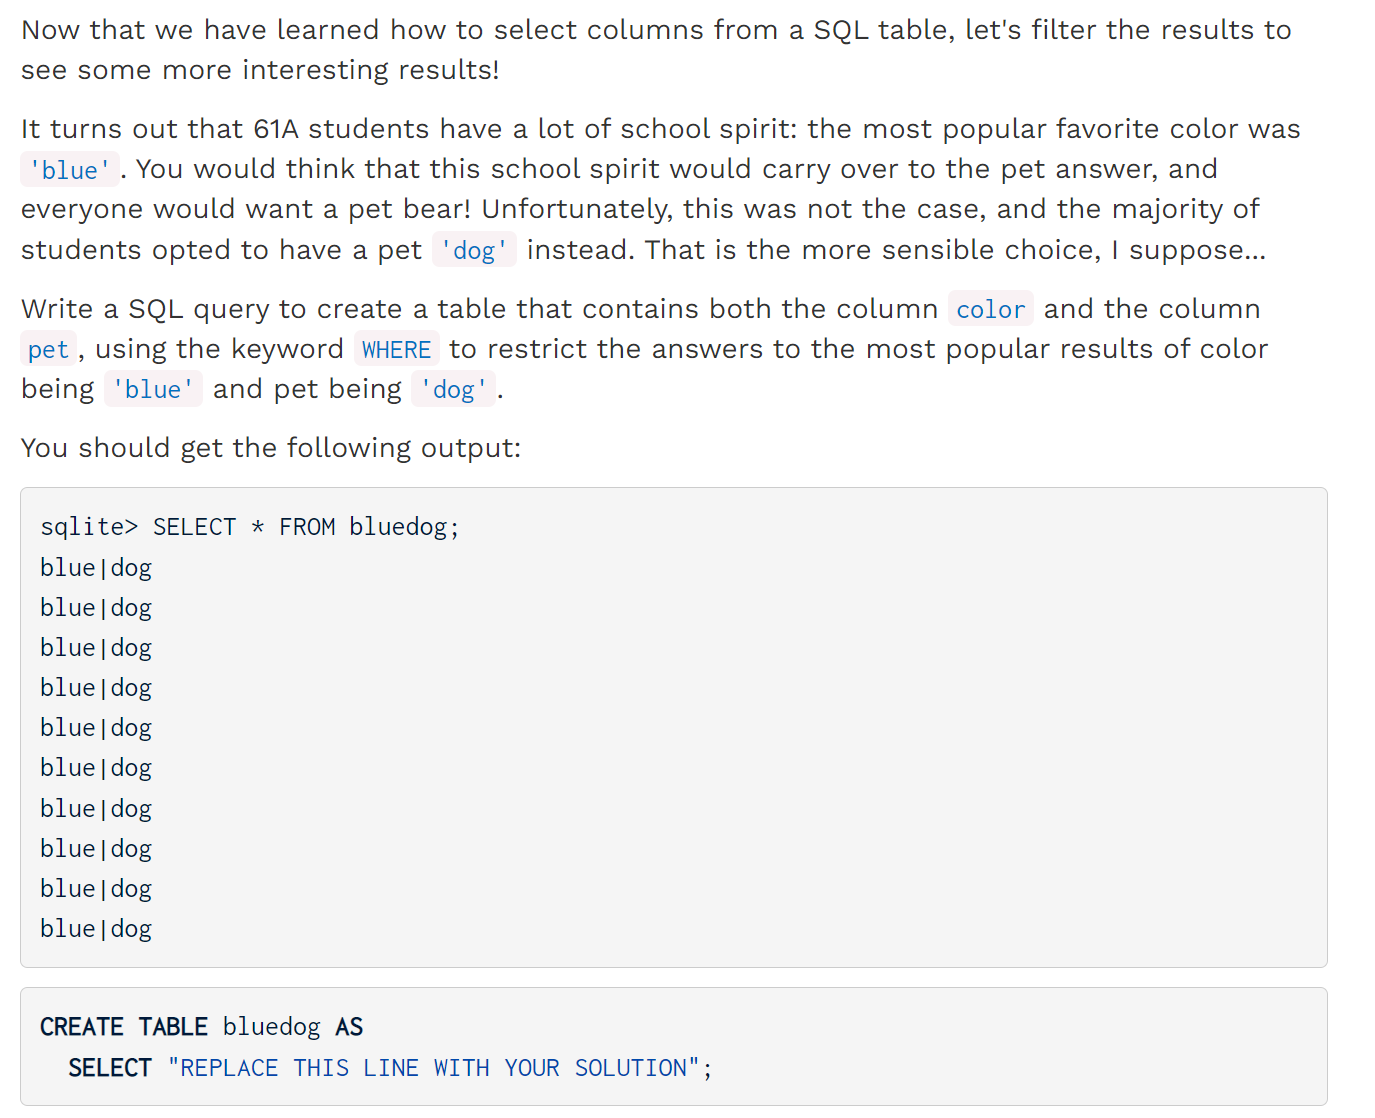 Now that we have learned how to select columns from a SQL table, let's filter the results to
see some more interesting results!
It turns out that 61A students have a lot of school spirit: the most popular favorite color was
'blue' . You would think that this school spirit would carry over to the pet answer, and
everyone would want a pet bear! Unfortunately, this was not the case, and the majority of
students opted to have a pet 'dog' instead. That is the more sensible choice, I suppose...
Write a SQL query to create a table that contains both the column color and the column
pet , using the keyword WHERE to restrict the answers to the most popular results of color
being 'blue' and pet being 'dog' .
You should get the following output:
sqlite> SELECT * FROM bluedog;
blue|dog
blue|dog
blue|dog
blue|dog
blue|dog
blue|dog
blue|dog
blue|dog
blue|dog
blue|dog
CREATE TABLE bluedog AS
  SELECT "REPLACE THIS LINE WITH YOUR SOLUTION";